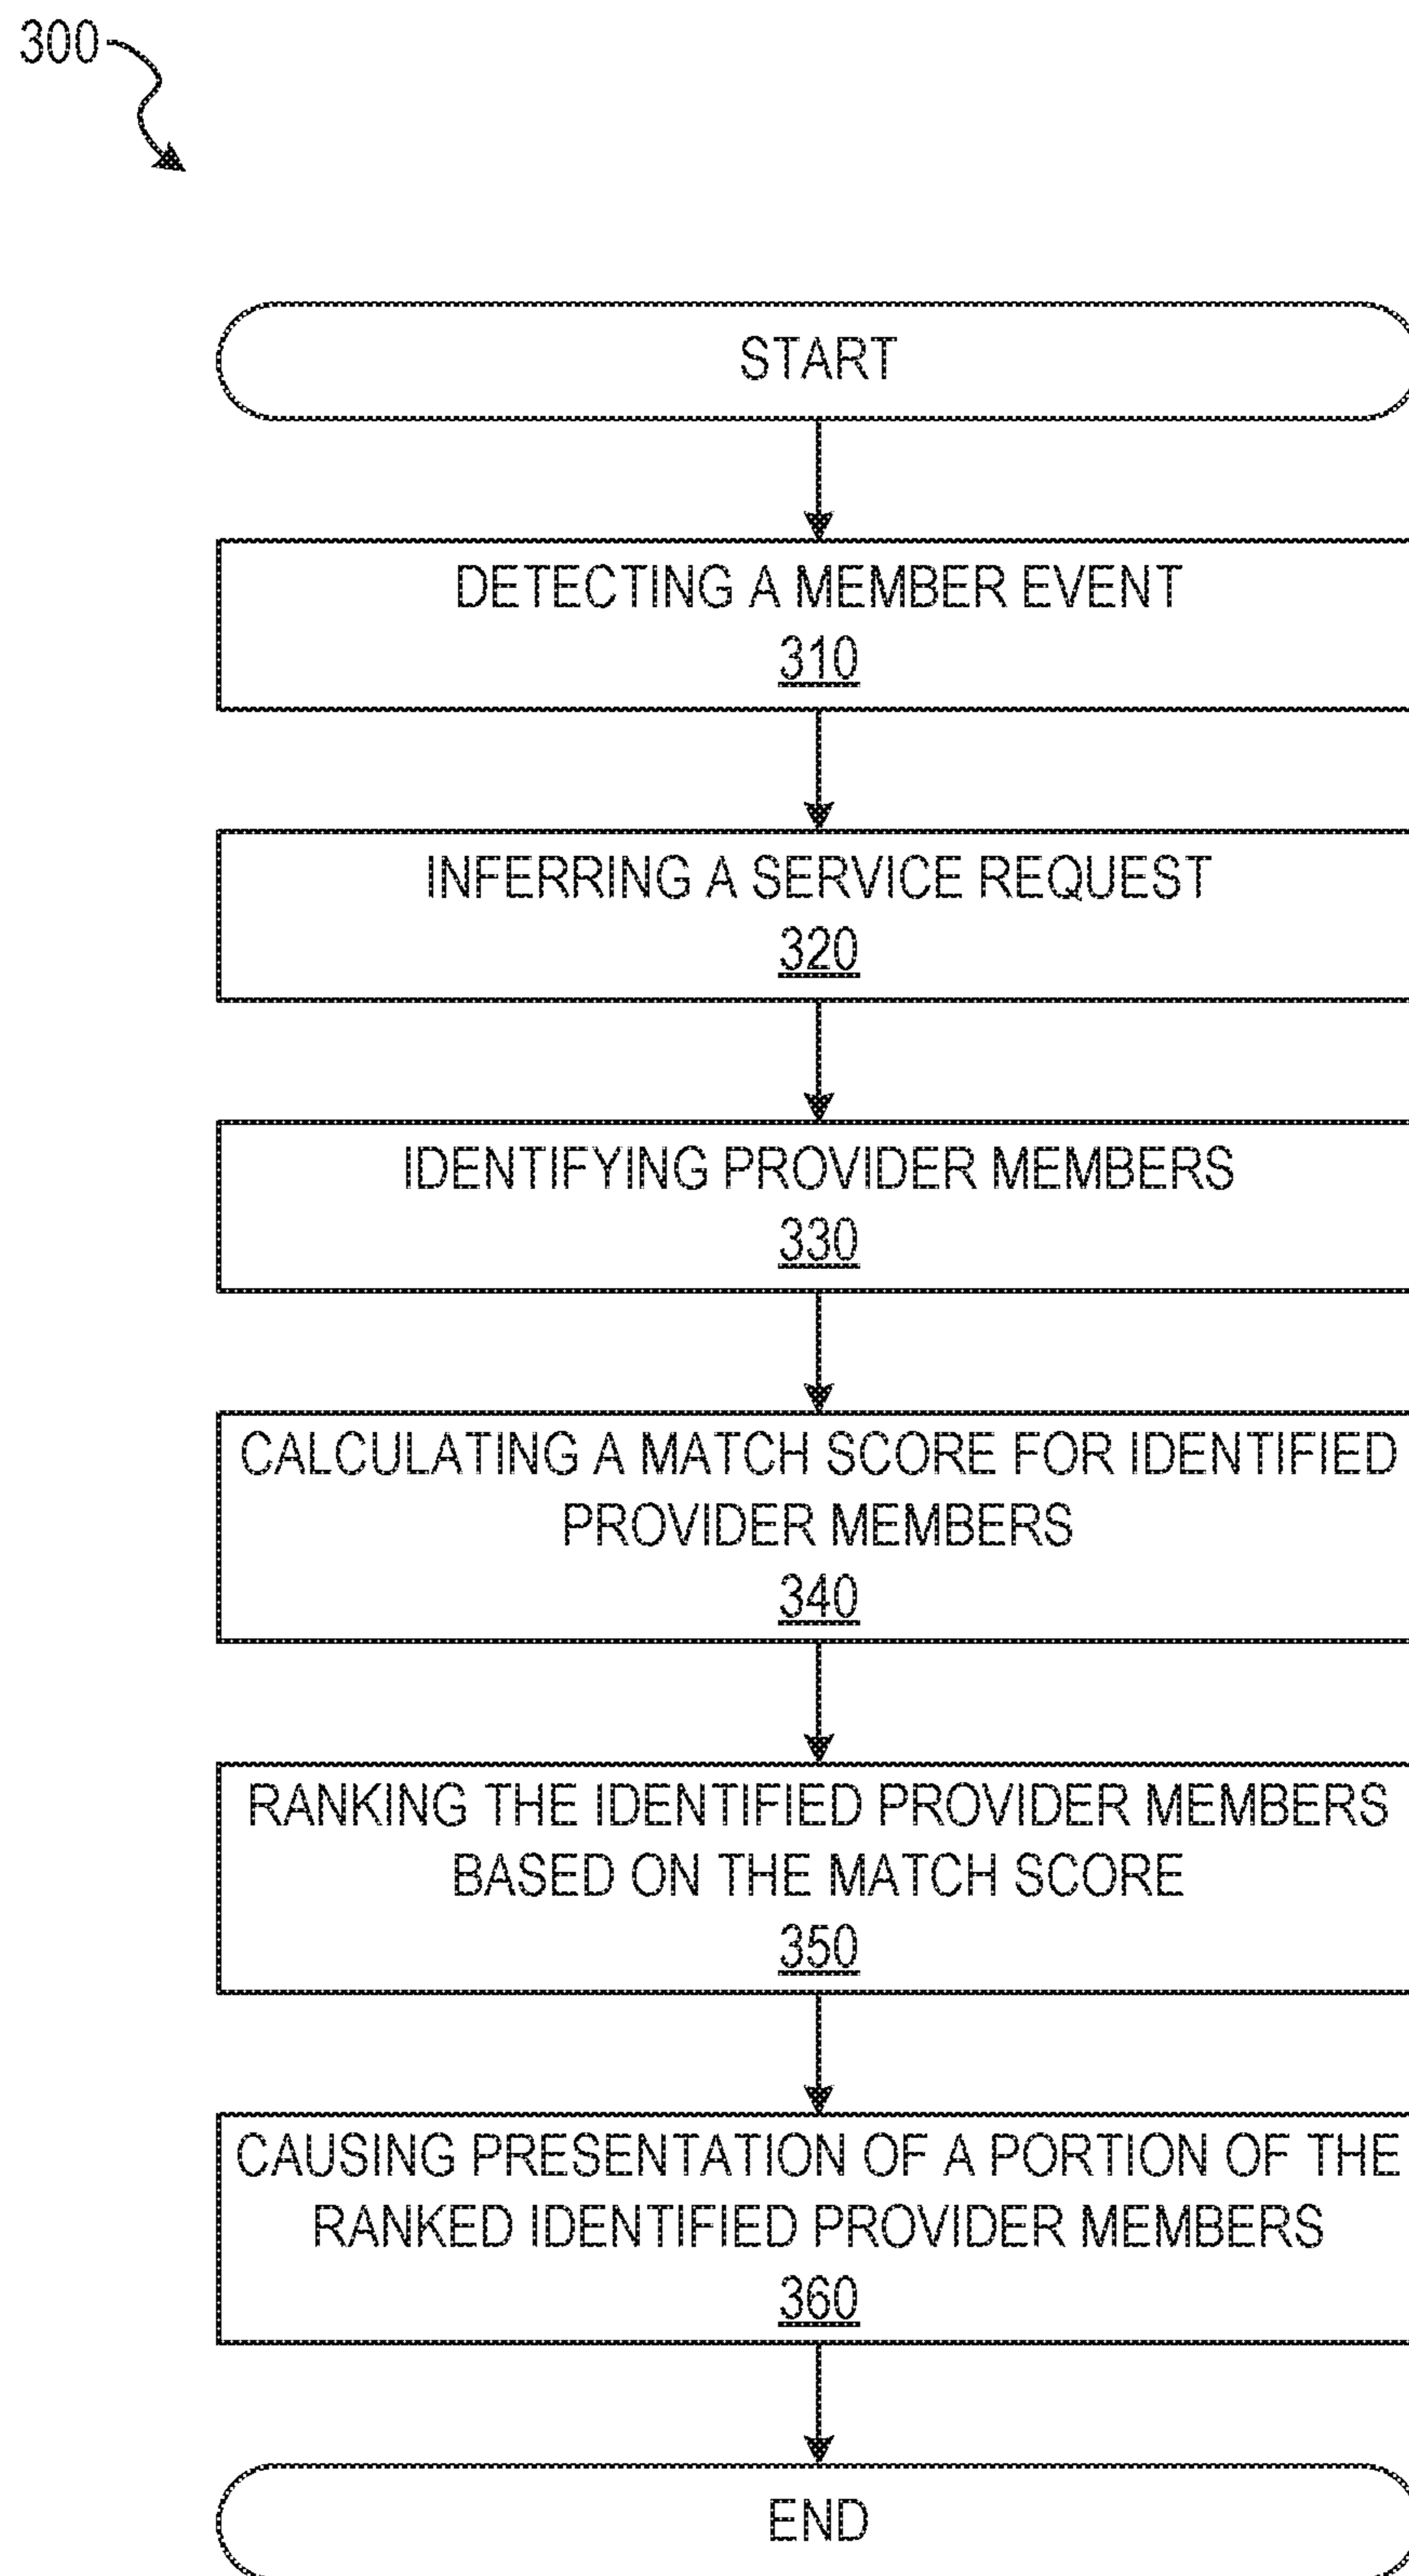 300
START
DETECTING A MEMBER EVENT
310
INFERRING A SERVICE REQUEST
320
IDENTIFYING PROVIDER MEMBERS
330
CALCULATING A MATCH SCORE FOR IDENTIFIED
PROVIDER MEMBERS
340
RANKING THE IDENTIFIED PROVIDER MEMBERS
BASED ON THE MATCH SCORE
350
CAUSING PRESENTATION OF A PORTION OF THE
RANKED IDENTIFIED PROVIDER MEMBERS
360
END